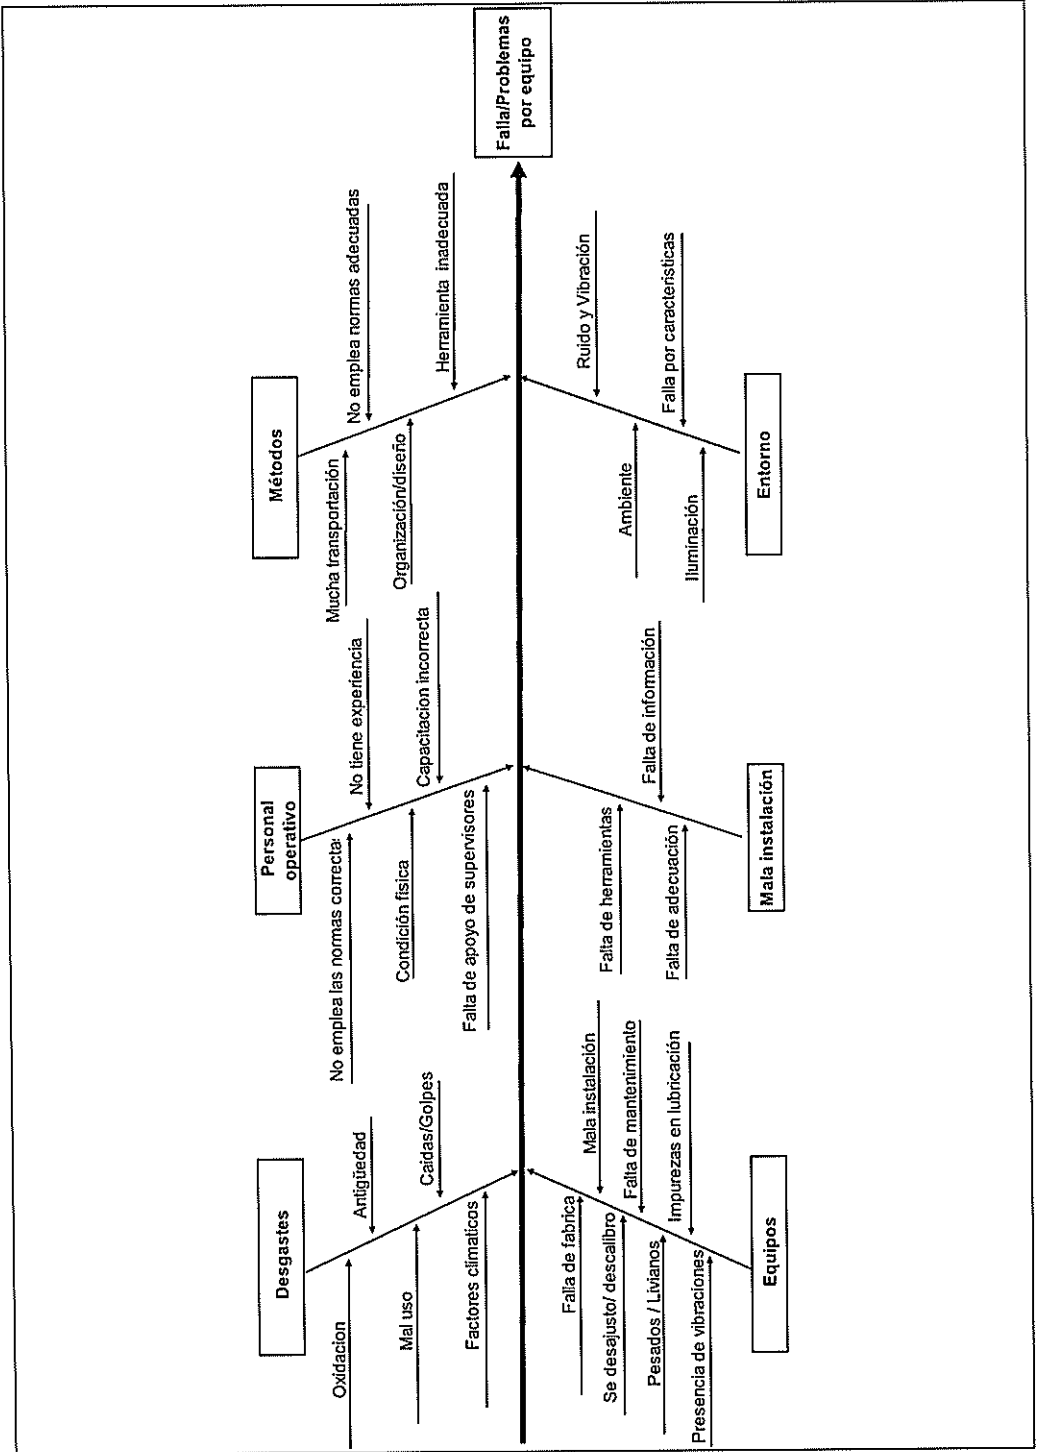 Desgastes
Oxidacion
Antigüedad
Mal uso
Caidas/Golpes
Factores climaticos
Personal
operativo
No emplea las normas correcta
No tiene experiencia
Condición fisica
Capacitacion incorrecta
Falta de apoyo de supervisores
Métodos
Mucha transportación
No emplea normas adecuadas
Organización/diseño
Herramienta inadecuada
Falla/Problemas
por equipo
Falla de fabrica
Mala instalación
Se desajusto/ descalibro
Falta de mantenimiento
Pesados / Livianos
Impurezas en lubricación
Presencia de vibraciones
Equipos
Falta de herramientas
Falta de información
Falta de adecuación
Mala instalación
Ruido y Vibración
Ambiente
Falla por caracteristicas
Iluminación
Entorno